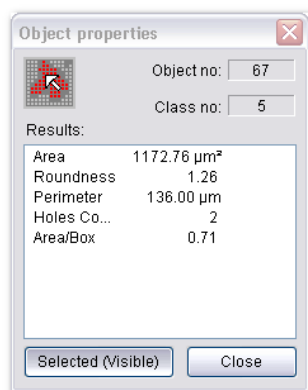 Object properties
Object no: 67
Class no: 5
Results:
Area 1172.76 µm²
Roundness 1.26
Perimeter 136.00 µm
Holes Co... 2
Area/Box 0.71
Selected (Visible) Close